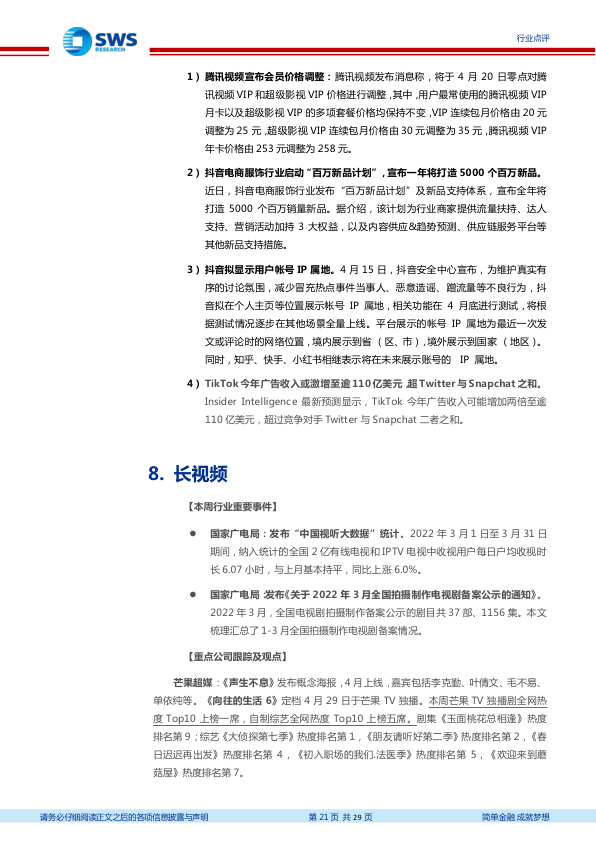 SWS
RESEARCH
行业点评
1）腾讯视频宣布会员价格调整：腾讯视频发布消息称，将于 4 月 20 日零点对腾
讯视频 VIP 和超级影视 VIP 价格进行调整，其中，用户最常使用的腾讯视频 VIP
月卡以及超级影视 VIP 的多项套餐价格均保持不变，VIP 连续包月价格由 20 元
调整为 25 元，超级影视 VIP 连续包月价格由 30 元调整为 35 元，腾讯视频 VIP
年卡价格由 253 元调整为 258 元。
2）抖音电商服饰行业启动“百万新品计划”，宣布一年将打造 5000 个百万新品。
近日，抖音电商服饰行业发布“百万新品计划”及新品支持体系，宣布全年将
打造 5000 个百万销量新品。据介绍，该计划为行业商家提供流量扶持、达人
支持、营销活动加持 3 大权益，以及内容供应&趋势预测、供应链服务平台等
其他新品支持措施。
3）抖音拟显示用户帐号 IP 属地。4 月 15 日，抖音安全中心宣布，为维护真实有
序的讨论氛围，减少冒充热点事件当事人、恶意造谣、蹭流量等不良行为，抖
音拟在个人主页等位置展示帐号 IP 属地，相关功能在 4 月底进行测试，将根
据测试情况逐步在其他场景全量上线。平台展示的帐号 IP 属地为最近一次发
文或评论时的网络位置，境内展示到省（区、市），境外展示到国家（地区）。
同时，知乎、快手、小红书相继表示将在未来展示账号的 IP 属地。
4）TikTok 今年广告收入或激增至逾 110 亿美元，超 Twitter 与 Snapchat 之和。
Insider Intelligence 最新预测显示，TikTok 今年广告收入可能增加两倍至逾
110 亿美元，超过竞争对手 Twitter 与 Snapchat 二者之和。
8. 长视频
【本周行业重要事件】
● 国家广电局：发布“中国视听大数据”统计。2022 年 3 月 1 日至 3 月 31 日
期间，纳入统计的全国 2 亿有线电视和 IPTV 电视中收视用户每日户均收视时
长 6.07 小时，与上月基本持平，同比上涨 6.0%。
● 国家广电局：发布《关于 2022 年 3 月全国拍摄制作电视剧备案公示的通知》。
2022 年 3 月，全国电视剧拍摄制作备案公示的剧目共 37 部、1156 集。本文
梳理汇总了 1-3 月全国拍摄制作电视剧备案情况。
【重点公司跟踪及观点】
芒果超媒：《声生不息》发布概念海报，4 月上线，嘉宾包括李克勤、叶倩文、毛不易、
单依纯等。《向往的生活 6》定档 4 月 29 日于芒果 TV 独播。本周芒果 TV 独播剧全网热
度 Top10 上榜一席，自制综艺全网热度 Top10 上榜五席。剧集《玉面桃花总相逢》热度
排名第 9；综艺《大侦探第七季》热度排名第 1，《朋友请听好第二季》热度排名第 2，《春
日迟迟再出发》热度排名第 4，《初入职场的我们.法医季》热度排名第 5，《欢迎来到蘑
菇屋》热度排名第 7。
请务必仔细阅读正文之后的各项信息披露与声明
第 21 页 共 29 页
简单金融 成就梦想